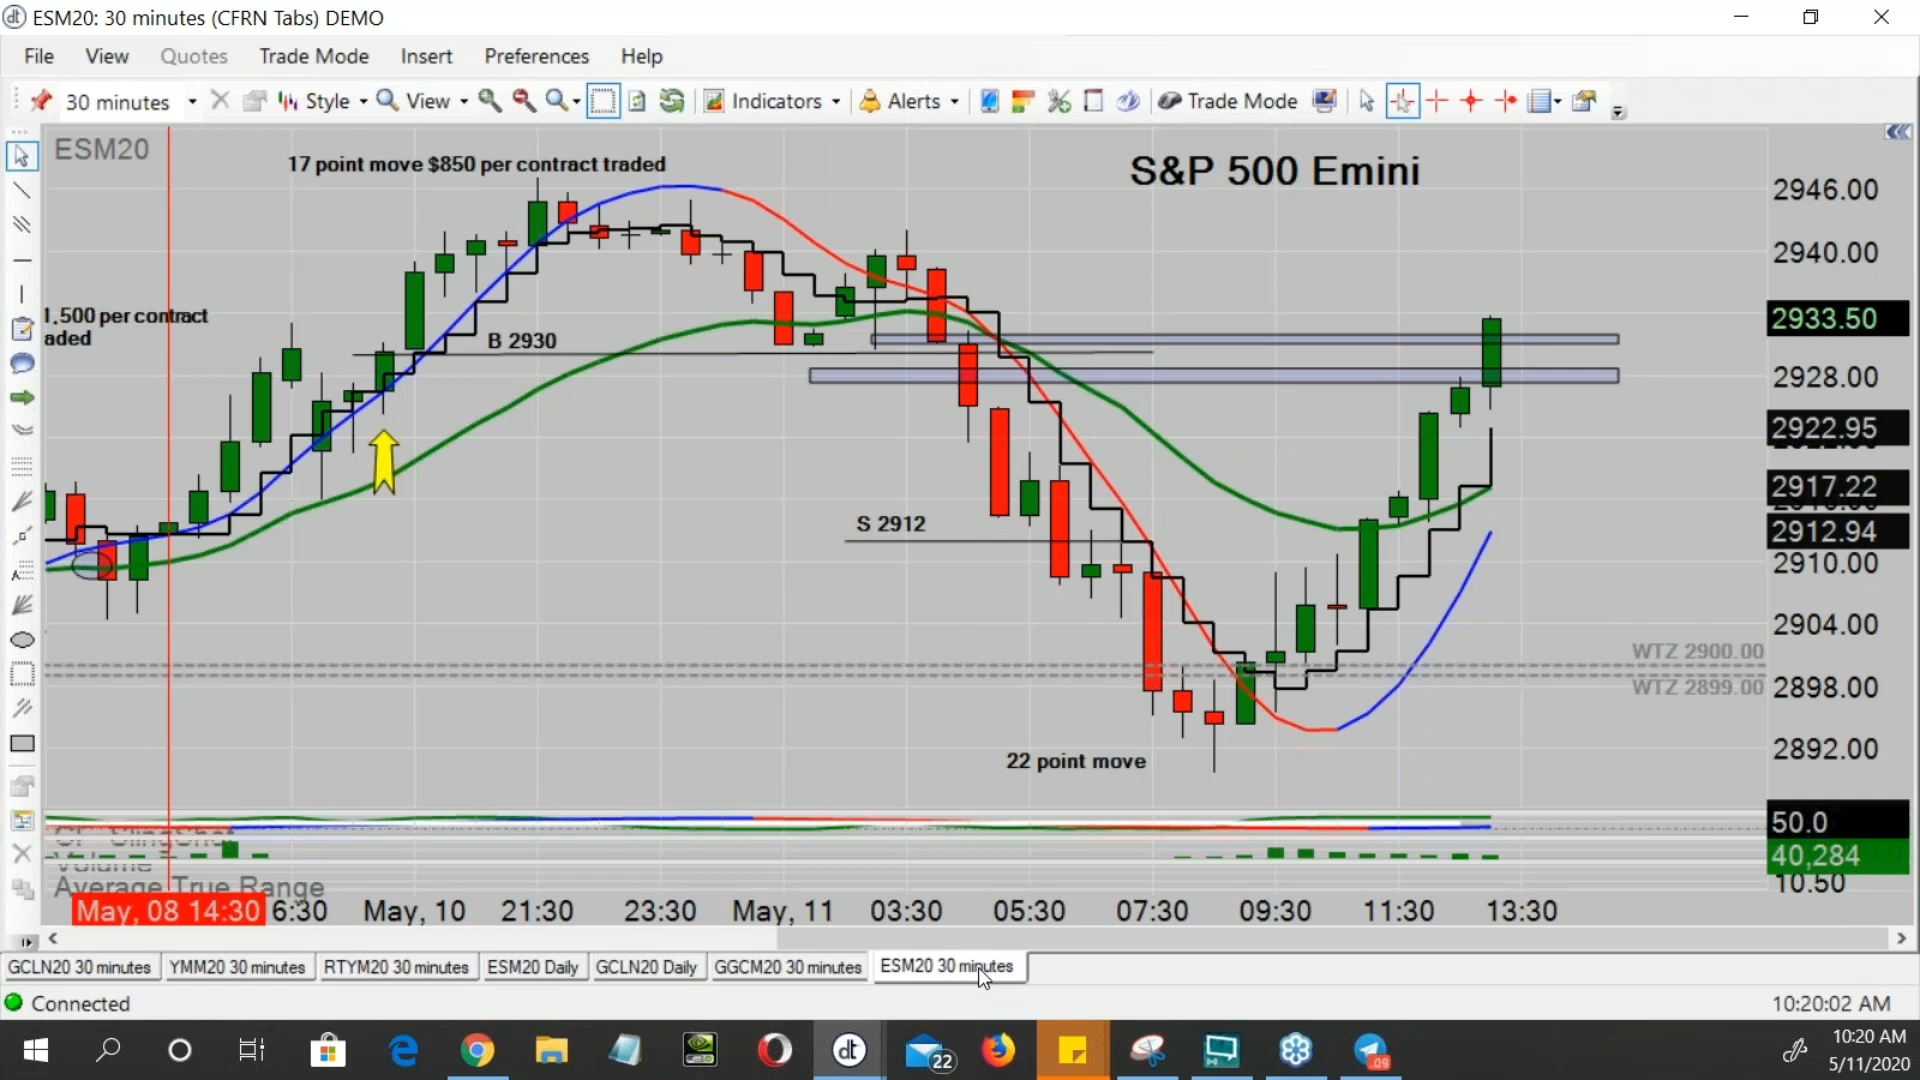 ESM20: 30 minutes (CFRN Tabs) DEMO
File View Quotes Trade Mode Insert Preferences Help
30 minutes Style View Indicators Alerts Trade Mode
ESM20
17 point move $850 per contract traded
S&P 500 Emini
2946.00
2940.00
1,500 per contract
aded
2933.50
B 2930
2928.00
2922.95
2917.22
S 2912
2912.94
2910.00
2904.00
WTZ 2900.00
WTZ 2899.00
2898.00
2892.00
22 point move
50.0
CF SlingShot
Volume
40,284
Average True Range
10.50
May, 08 14:30 6:30 May, 10 21:30 23:30 May, 11 03:30 05:30 07:30 09:30 11:30 13:30
GCLN20 30 minutes YMM20 30 minutes RTYM20 30 minutes ESM20 Daily GCLN20 Daily GGCM20 30 minutes ESM20 30 minutes
Connected 10:20:02 AM
22
09
10:20 AM
5/11/2020